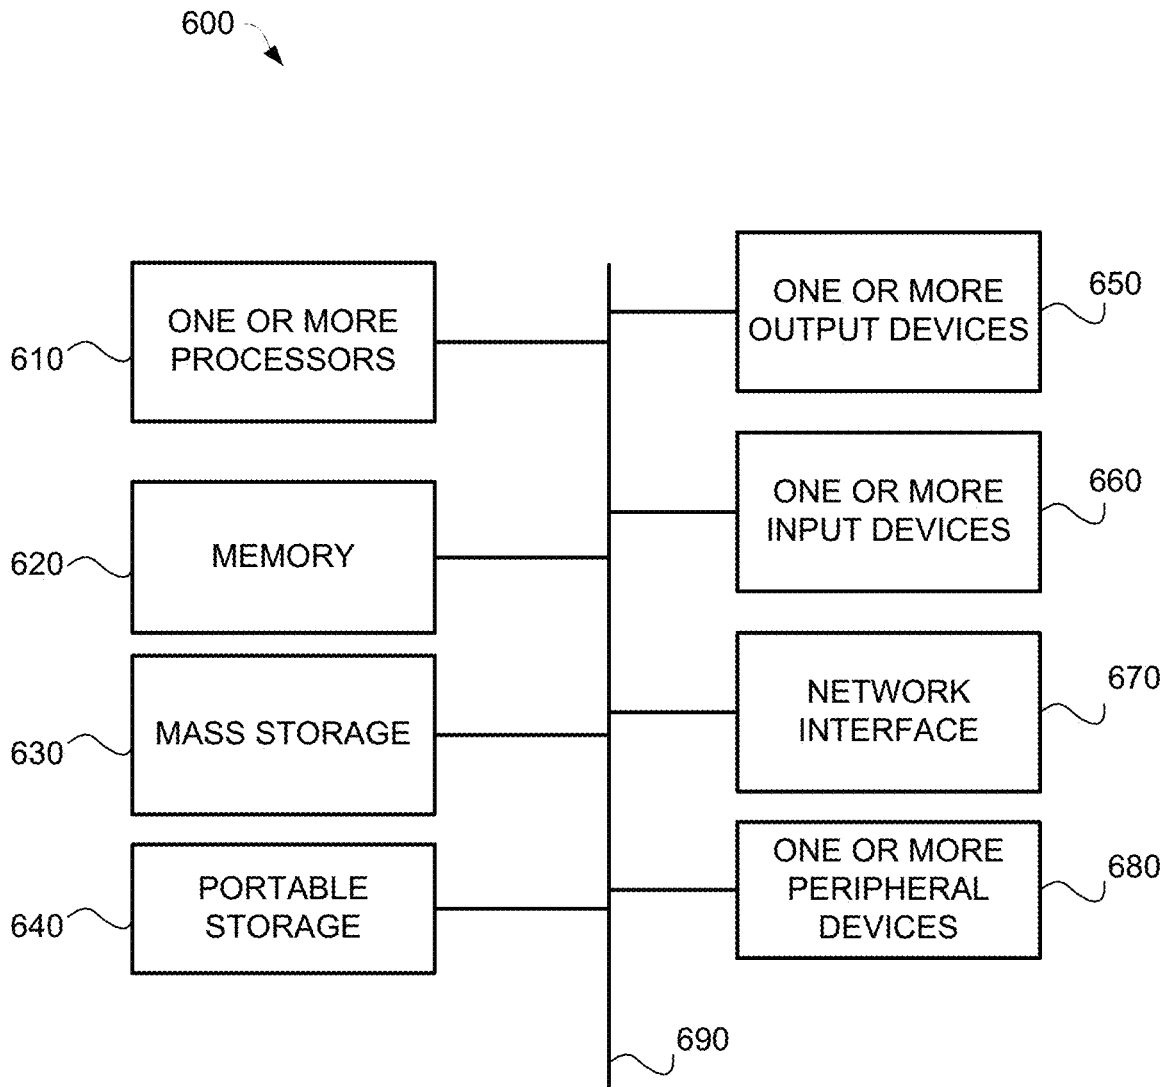 600
ONE OR MORE
PROCESSORS
610
MEMORY
620
MASS STORAGE
630
PORTABLE
STORAGE
640
ONE OR MORE
OUTPUT DEVICES
650
ONE OR MORE
INPUT DEVICES
660
NETWORK
INTERFACE
670
ONE OR MORE
PERIPHERAL
DEVICES
680
690